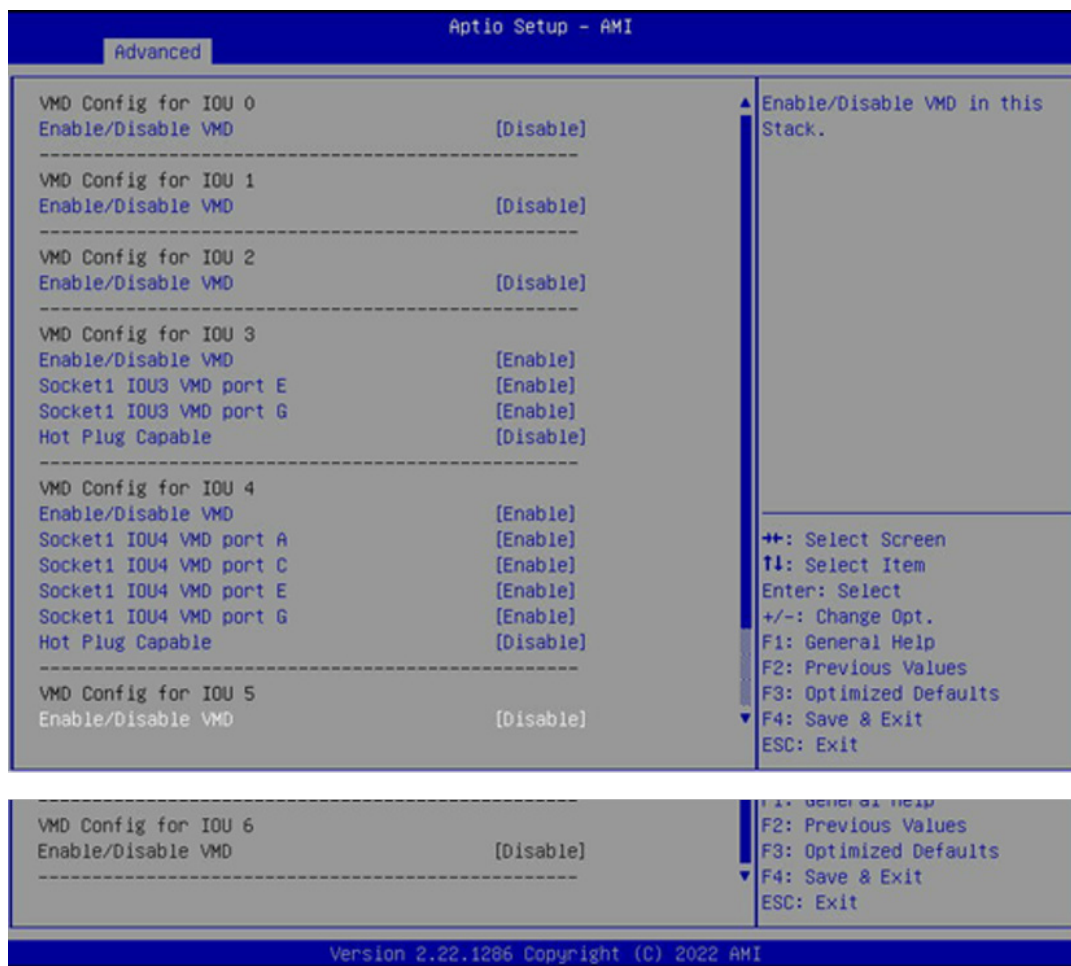 Aptio Setup – AMI
Advanced
VMD Config for IOU 0
Enable/Disable VMD [Disable]
------------------------------------------------------
VMD Config for IOU 1
Enable/Disable VMD [Disable]
------------------------------------------------------
VMD Config for IOU 2
Enable/Disable VMD [Disable]
------------------------------------------------------
VMD Config for IOU 3
Enable/Disable VMD [Enable]
Socket1 IOU3 VMD port E [Enable]
Socket1 IOU3 VMD port G [Enable]
Hot Plug Capable [Disable]
------------------------------------------------------
VMD Config for IOU 4
Enable/Disable VMD [Enable]
Socket1 IOU4 VMD port A [Enable]
Socket1 IOU4 VMD port C [Enable]
Socket1 IOU4 VMD port E [Enable]
Socket1 IOU4 VMD port G [Enable]
Hot Plug Capable [Disable]
------------------------------------------------------
VMD Config for IOU 5
Enable/Disable VMD [Disable]
Enable/Disable VMD in this
Stack.
→←: Select Screen
↑↓: Select Item
Enter: Select
+/-: Change Opt.
F1: General Help
F2: Previous Values
F3: Optimized Defaults
F4: Save & Exit
ESC: Exit
------------------------------------------------------
VMD Config for IOU 6
Enable/Disable VMD [Disable]
------------------------------------------------------
F1: General Help
F2: Previous Values
F3: Optimized Defaults
F4: Save & Exit
ESC: Exit
Version 2.22.1286 Copyright (C) 2022 AMI